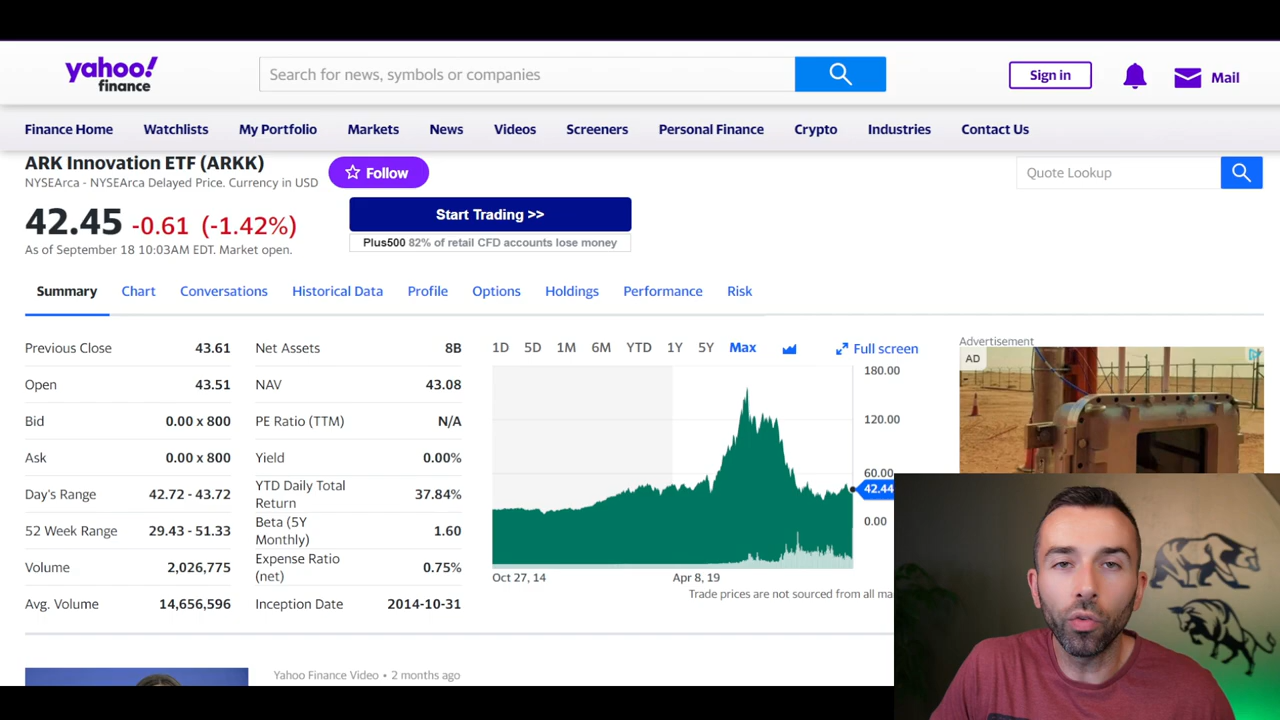 yahoo!
finance
Search for news, symbols or companies
Sign in
Mail
Finance Home Watchlists My Portfolio Markets News Videos Screeners Personal Finance Crypto Industries Contact Us
ARK Innovation ETF (ARKK)
NYSEArca - NYSEArca Delayed Price. Currency in USD
Follow
Quote Lookup
42.45 -0.61 (-1.42%)
As of September 18 10:03AM EDT. Market open.
Start Trading >>
Plus500 82% of retail CFD accounts lose money
Summary Chart Conversations Historical Data Profile Options Holdings Performance Risk
Previous Close 43.61
Open 43.51
Bid 0.00 x 800
Ask 0.00 x 800
Day's Range 42.72 - 43.72
52 Week Range 29.43 - 51.33
Volume 2,026,775
Avg. Volume 14,656,596
Net Assets 8B
NAV 43.08
PE Ratio (TTM) N/A
Yield 0.00%
YTD Daily Total
Return 37.84%
Beta (5Y
Monthly) 1.60
Expense Ratio
(net) 0.75%
Inception Date 2014-10-31
1D 5D 1M 6M YTD 1Y 5Y Max
Full screen
180.00
120.00
60.00
42.44
0.00
Oct 27, 14 Apr 8, 19
Trade prices are not sourced from all ma
Advertisement
AD
Yahoo Finance Video • 2 months ago